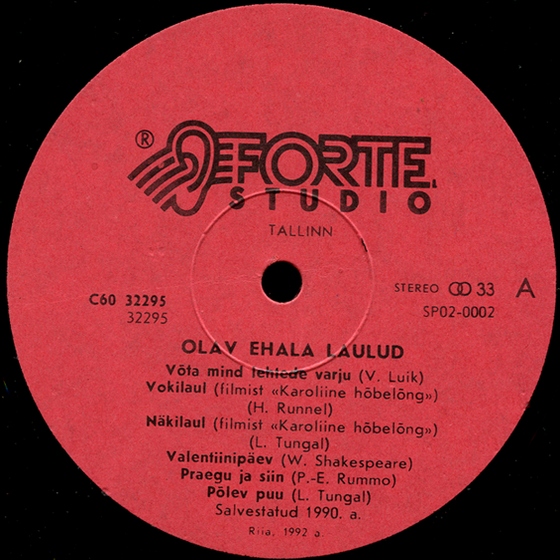 ® FORTE
STUDIO
TALLINN
C60 32295
32295
STEREO 33 A
SP02-0002
OLAV EHALA LAULUD
Võta mind lehtede varju (V. Luik)
Vokilaul (filmist «Karoliine hõbelõng»)
(H. Runnel)
Näkilaul (filmist «Karoliine hõbelõng»)
(L. Tungal)
Valentiinipäev (W. Shakespeare)
Praegu ja siin (P.-E. Rummo)
Põlev puu (L. Tungal)
Salvestatud 1990. a.
Riia, 1992 a.